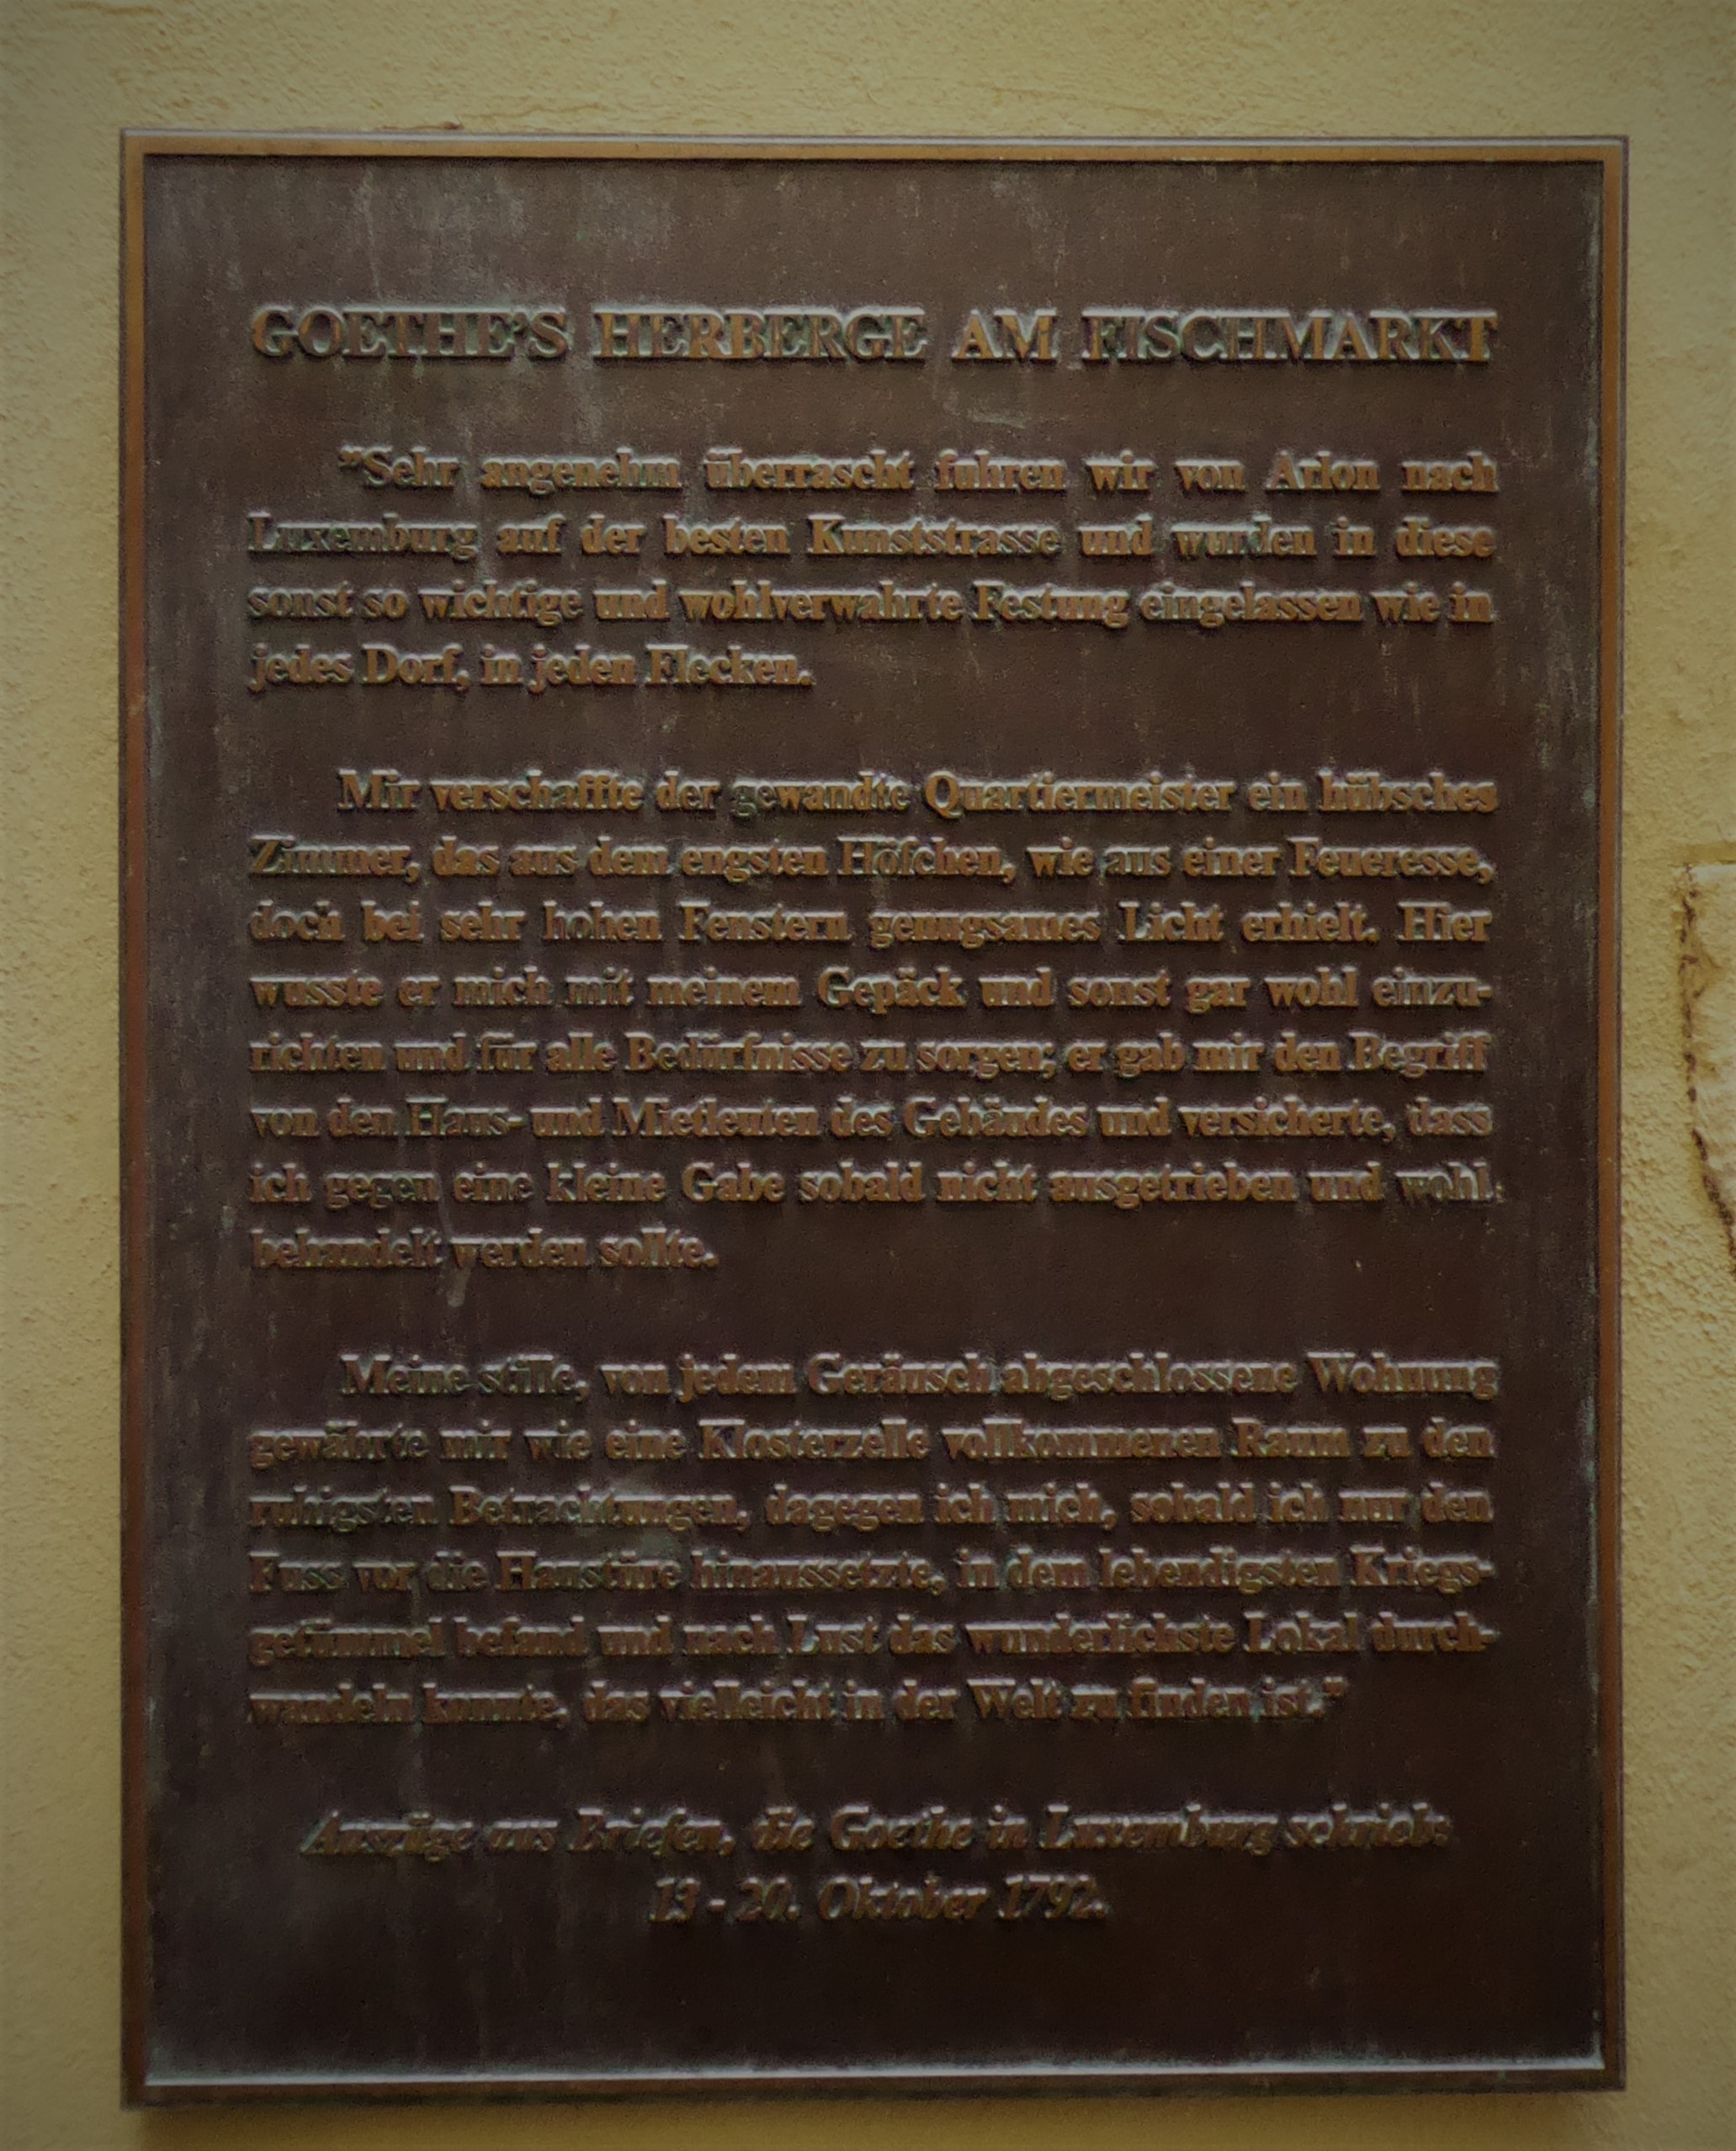 GOETHE'S HERBERGE AM FISCHMARKT
"Sehr angenehm überrascht fuhren wir von Arlon nach
Luxemburg auf der besten Kunststrasse und wurden in diese
sonst so wichtige und wohlverwahrte Festung eingelassen wie in
jedes Dorf, in jeden Flecken.
Mir verschaffte der gewandte Quartiermeister ein hübsches
Zimmer, das aus dem engsten Höfchen, wie aus einer Feueresse,
doch bei sehr hohen Fenstern genugsames Licht erhielt. Hier
wusste er mich mit meinem Gepäck und sonst gar wohl einzu-
richten und für alle Bedürfnisse zu sorgen; er gab mir den Begriff
von den Haus- und Mietleuten des Gebäudes und versicherte, dass
ich gegen eine kleine Gabe sobald nicht ausgetrieben und wohl
behandelt werden sollte.
Meine stille, von jedem Geräusch abgeschlossene Wohnung
gewährte mir wie eine Klosterzelle vollkommenen Raum zu den
ruhigsten Betrachtungen, dagegen ich mich, sobald ich nur den
Fuss vor die Haustüre hinaussetzte, in dem lebendigsten Kriegs-
getümmel befand und nach Lust das wunderlichste Lokal durch-
wandeln konnte, das vielleicht in der Welt zu finden ist."
Auszüge aus Briefen, die Goethe in Luxemburg schrieb:
13 - 20. Oktober 1792.